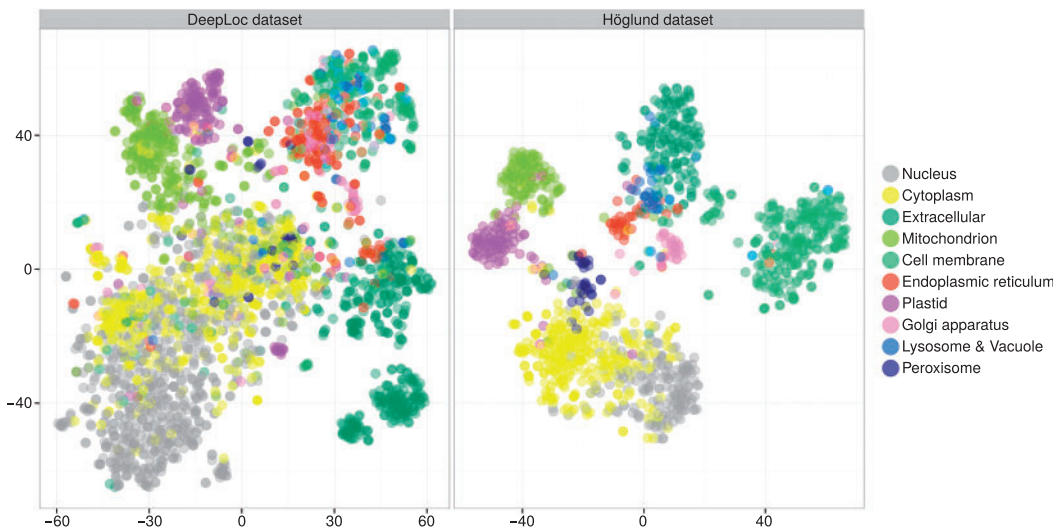 DeepLoc dataset
Höglund dataset
40
0
−40
−60
−30
0
30
60
−40
0
40
Nucleus
Cytoplasm
Extracellular
Mitochondrion
Cell membrane
Endoplasmic reticulum
Plastid
Golgi apparatus
Lysosome & Vacuole
Peroxisome